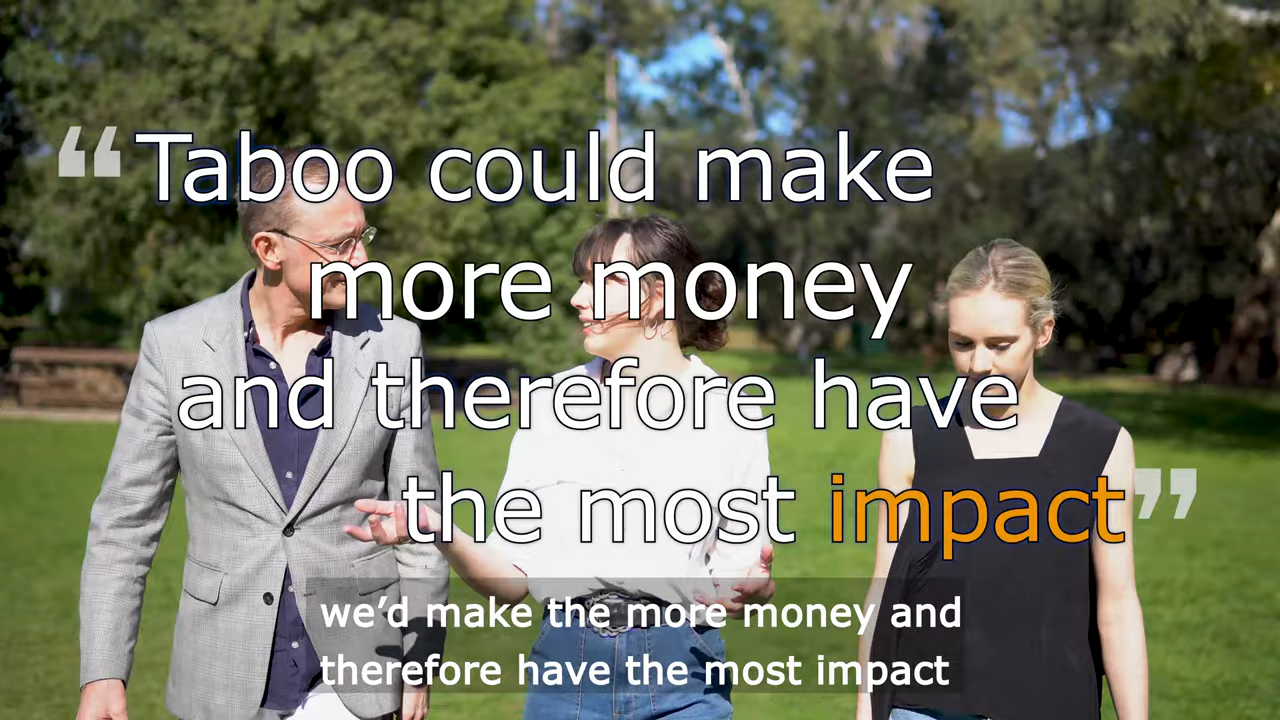 “Taboo could make
more money
and therefore have
the most impact”
we’d make the more money and
therefore have the most impact